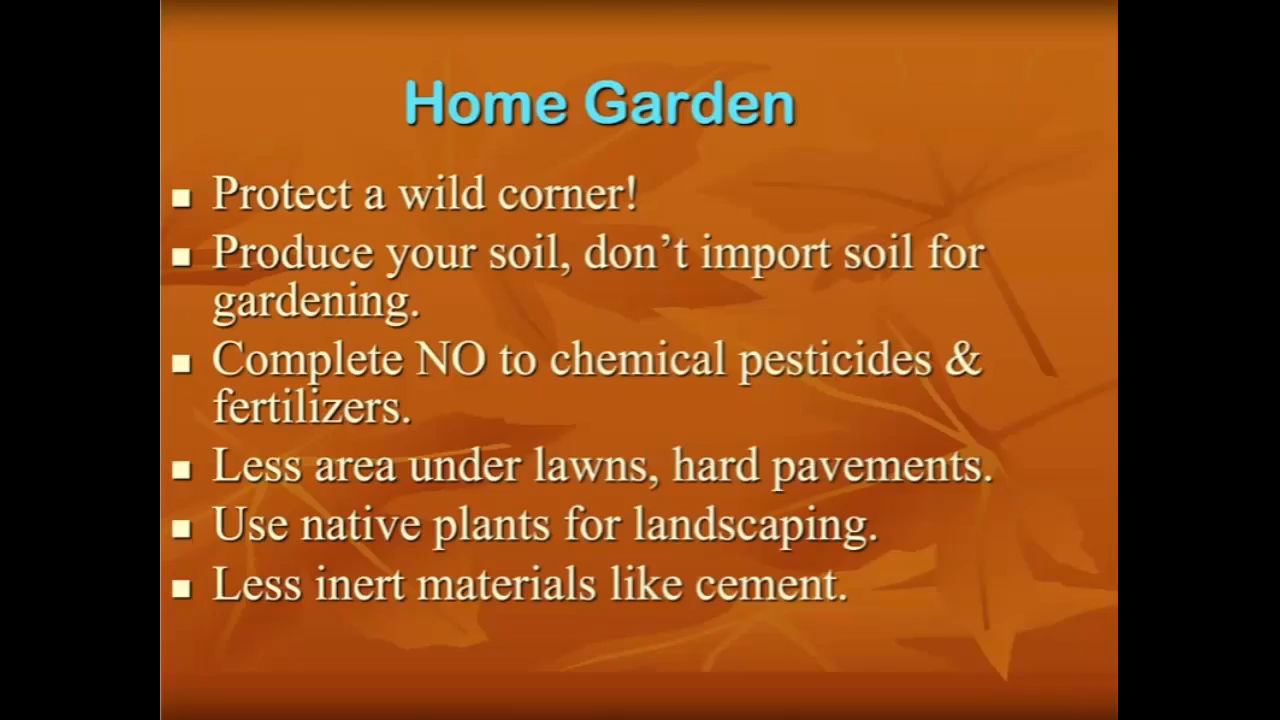 Home Garden
Protect a wild corner!
Produce your soil, don’t import soil for
gardening.
Complete NO to chemical pesticides &
fertilizers.
Less area under lawns, hard pavements.
Use native plants for landscaping.
Less inert materials like cement.